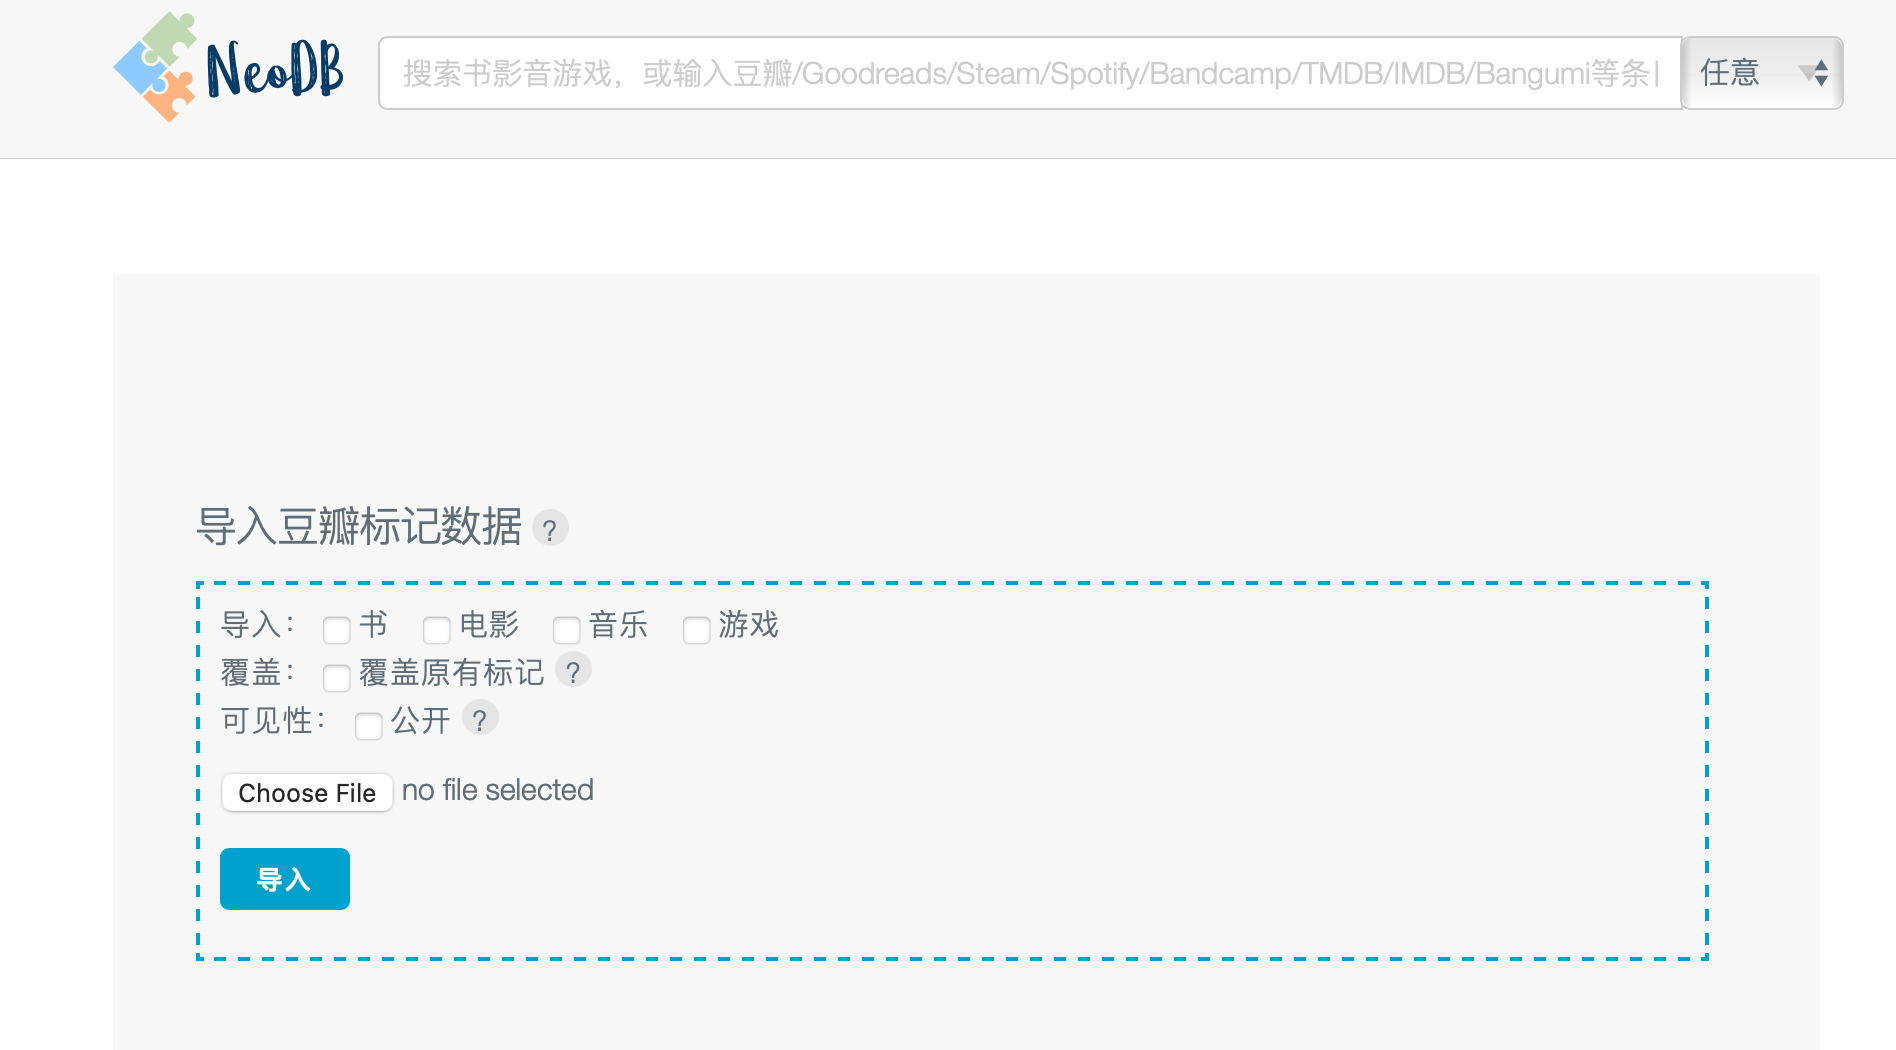 NeoDB
搜索书影音游戏，或输入豆瓣/Goodreads/Steam/Spotify/Bandcamp/TMDB/IMDB/Bangumi等条
任意
导入豆瓣标记数据 ?
导入： 书 电影 音乐 游戏
覆盖： 覆盖原有标记 ?
可见性： 公开 ?
Choose File no file selected
导入